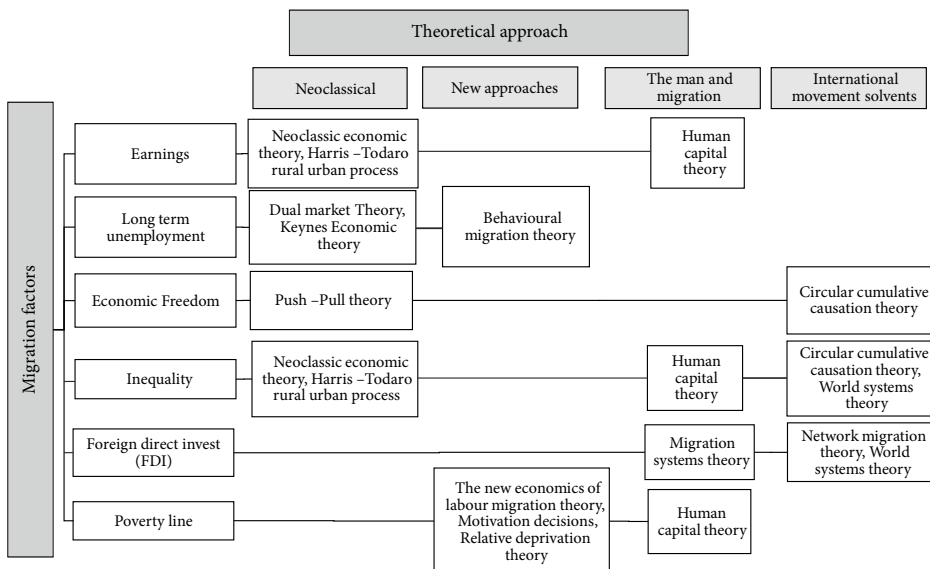 Theoretical approach
Neoclassical
New approaches
The man and
migration
International
movement solvents
Migration factors
Earnings
Neoclassic economic
theory, Harris –Todaro
rural urban process
Human
capital
theory
Long term
unemployment
Dual market Theory,
Keynes Economic
theory
Behavioural
migration theory
Economic Freedom
Push –Pull theory
Circular cumulative
causation theory
Inequality
Neoclassic economic
theory, Harris –Todaro
rural urban process
Human
capital
theory
Circular cumulative
causation theory,
World systems
theory
Foreign direct invest
(FDI)
Migration
systems theory
Network migration
theory, World
systems theory
Poverty line
The new economics of
labour migration theory,
Motivation decisions,
Relative deprivation
theory
Human
capital theory